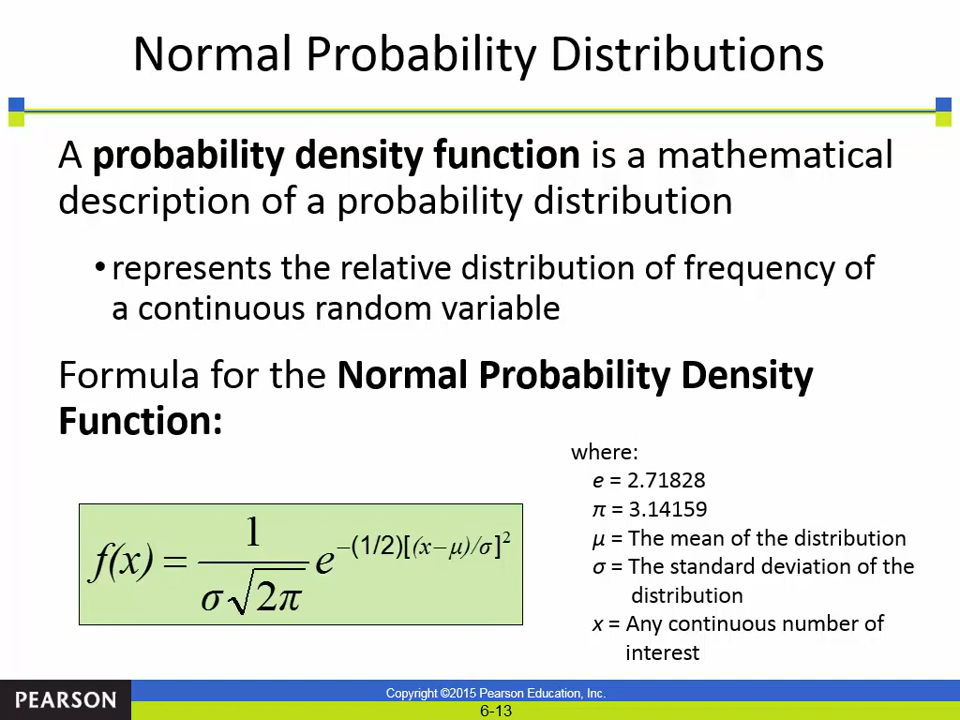 Normal Probability Distributions
A probability density function is a mathematical
description of a probability distribution
• represents the relative distribution of frequency of
a continuous random variable
Formula for the Normal Probability Density
Function:
f(x) = 1 / (σ√2π) e^–(1/2)[(x–μ)/σ]²
where:
e = 2.71828
π = 3.14159
μ = The mean of the distribution
σ = The standard deviation of the
distribution
x = Any continuous number of
interest
PEARSON
Copyright ©2015 Pearson Education, Inc.
6-13